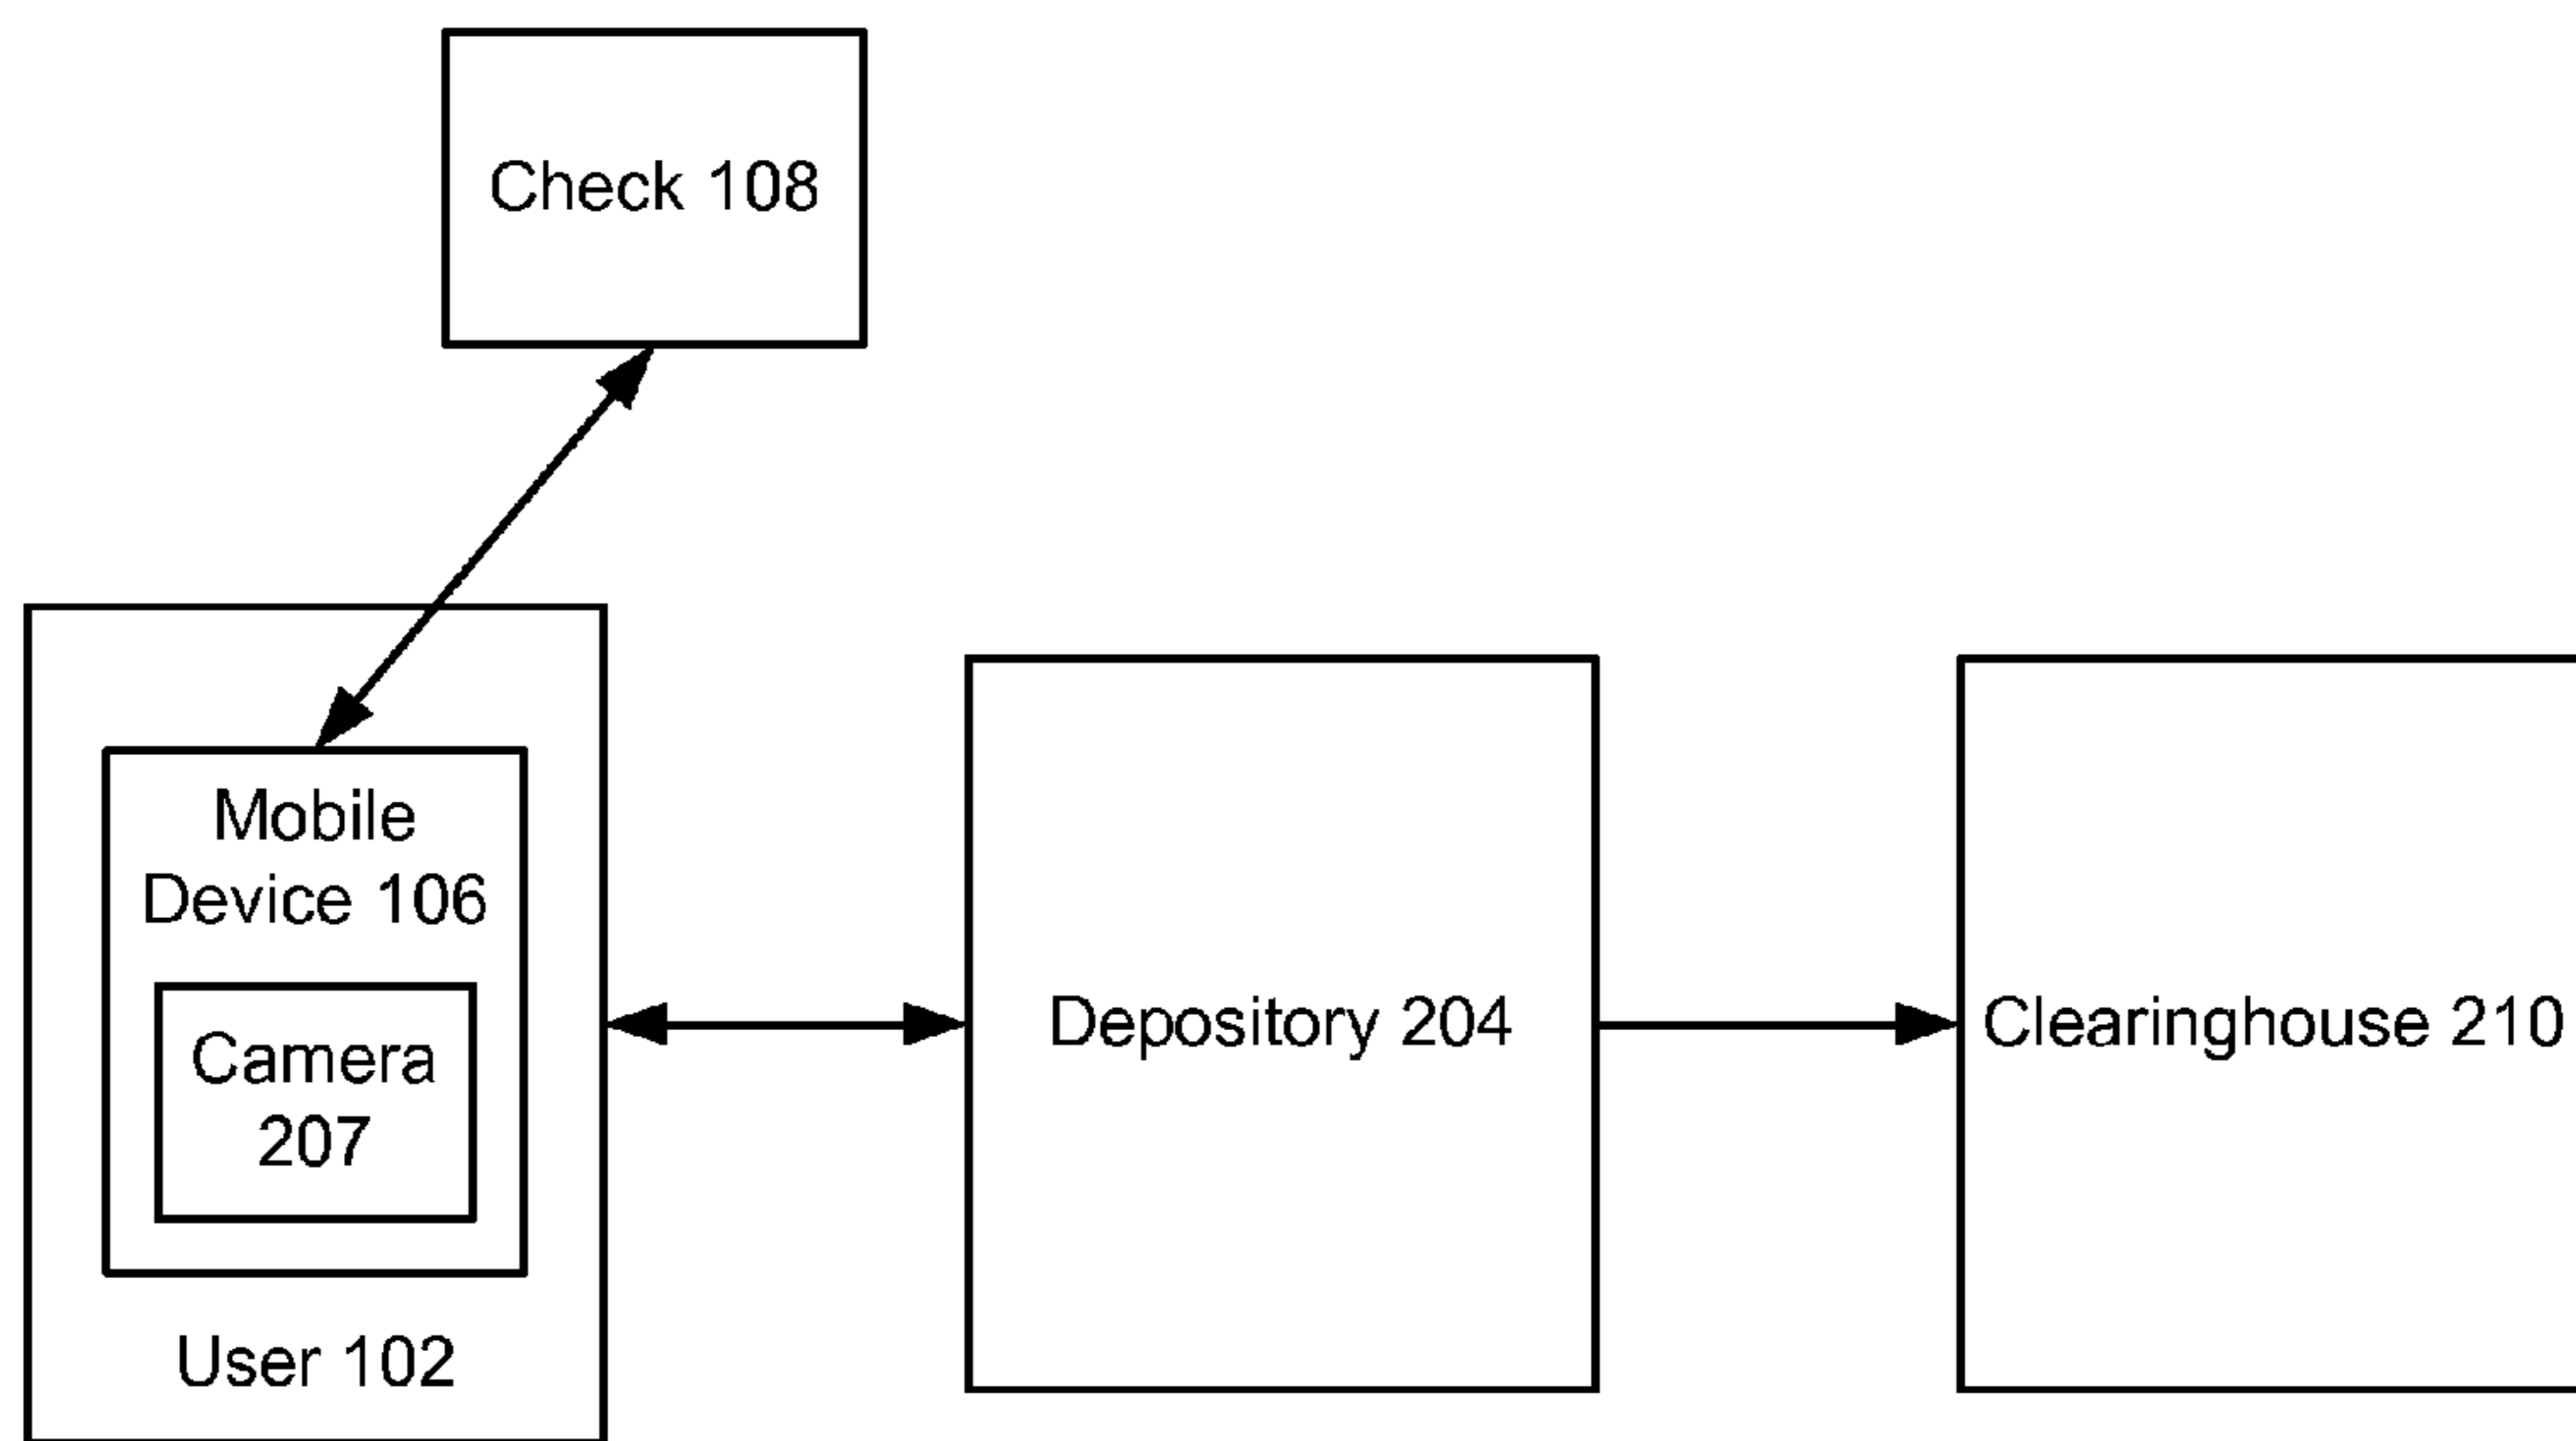 Check 108
Mobile
Device 106
Camera
207
User 102
Depository 204
Clearinghouse 210